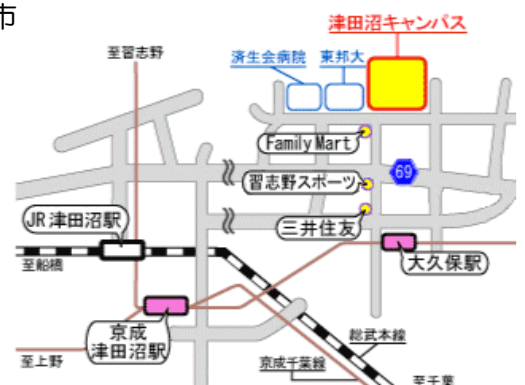 市
津田沼キャンパス
至習志野
済生会病院
東邦大
Family Mart
69
習志野スポーツ
三井住友
JR津田沼駅
至船橋
大久保駅
京成
津田沼駅
総武本線
至上野
京成千葉線
至千葉